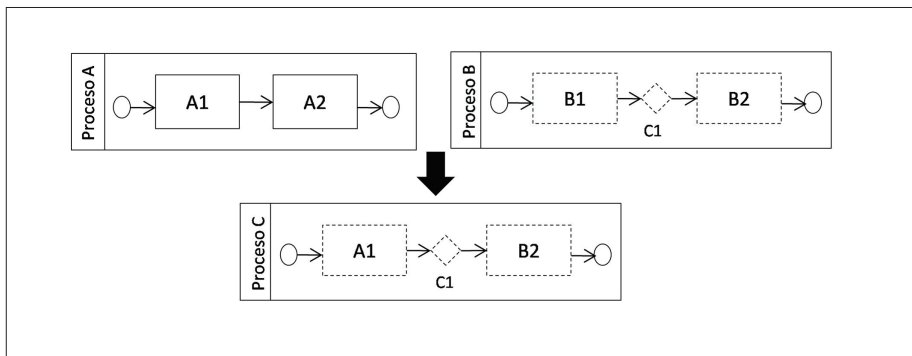 Proceso A
A1
A2
Proceso B
B1
C1
B2
Proceso C
A1
C1
B2